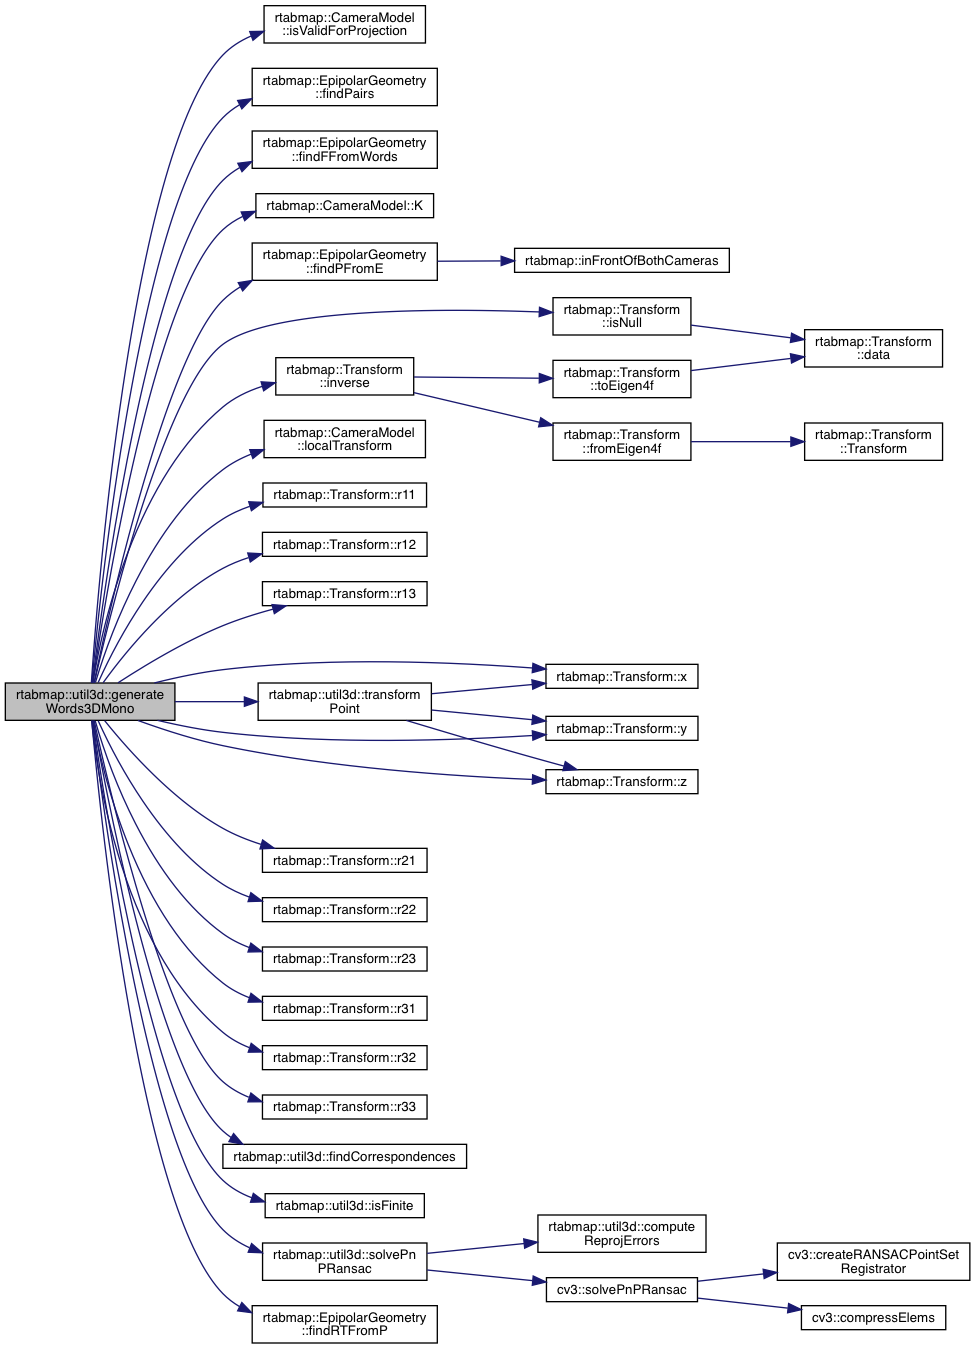 rtabmap::CameraModel
::isValidForProjection
rtabmap::EpipolarGeometry
::findPairs
rtabmap::EpipolarGeometry
::findFFromWords
rtabmap::CameraModel::K
rtabmap::EpipolarGeometry
::findPFromE
rtabmap::inFrontOfBothCameras
rtabmap::Transform
::isNull
rtabmap::Transform
::data
rtabmap::Transform
::inverse
rtabmap::Transform
::toEigen4f
rtabmap::CameraModel
::localTransform
rtabmap::Transform
::fromEigen4f
rtabmap::Transform
::Transform
rtabmap::Transform::r11
rtabmap::Transform::r12
rtabmap::Transform::r13
rtabmap::util3d::generate
Words3DMono
rtabmap::util3d::transform
Point
rtabmap::Transform::x
rtabmap::Transform::y
rtabmap::Transform::z
rtabmap::Transform::r21
rtabmap::Transform::r22
rtabmap::Transform::r23
rtabmap::Transform::r31
rtabmap::Transform::r32
rtabmap::Transform::r33
rtabmap::util3d::findCorrespondences
rtabmap::util3d::isFinite
rtabmap::util3d::solvePn
PRansac
rtabmap::util3d::compute
ReprojErrors
cv3::solvePnPRansac
cv3::createRANSACPointSet
Registrator
cv3::compressElems
rtabmap::EpipolarGeometry
::findRTFromP